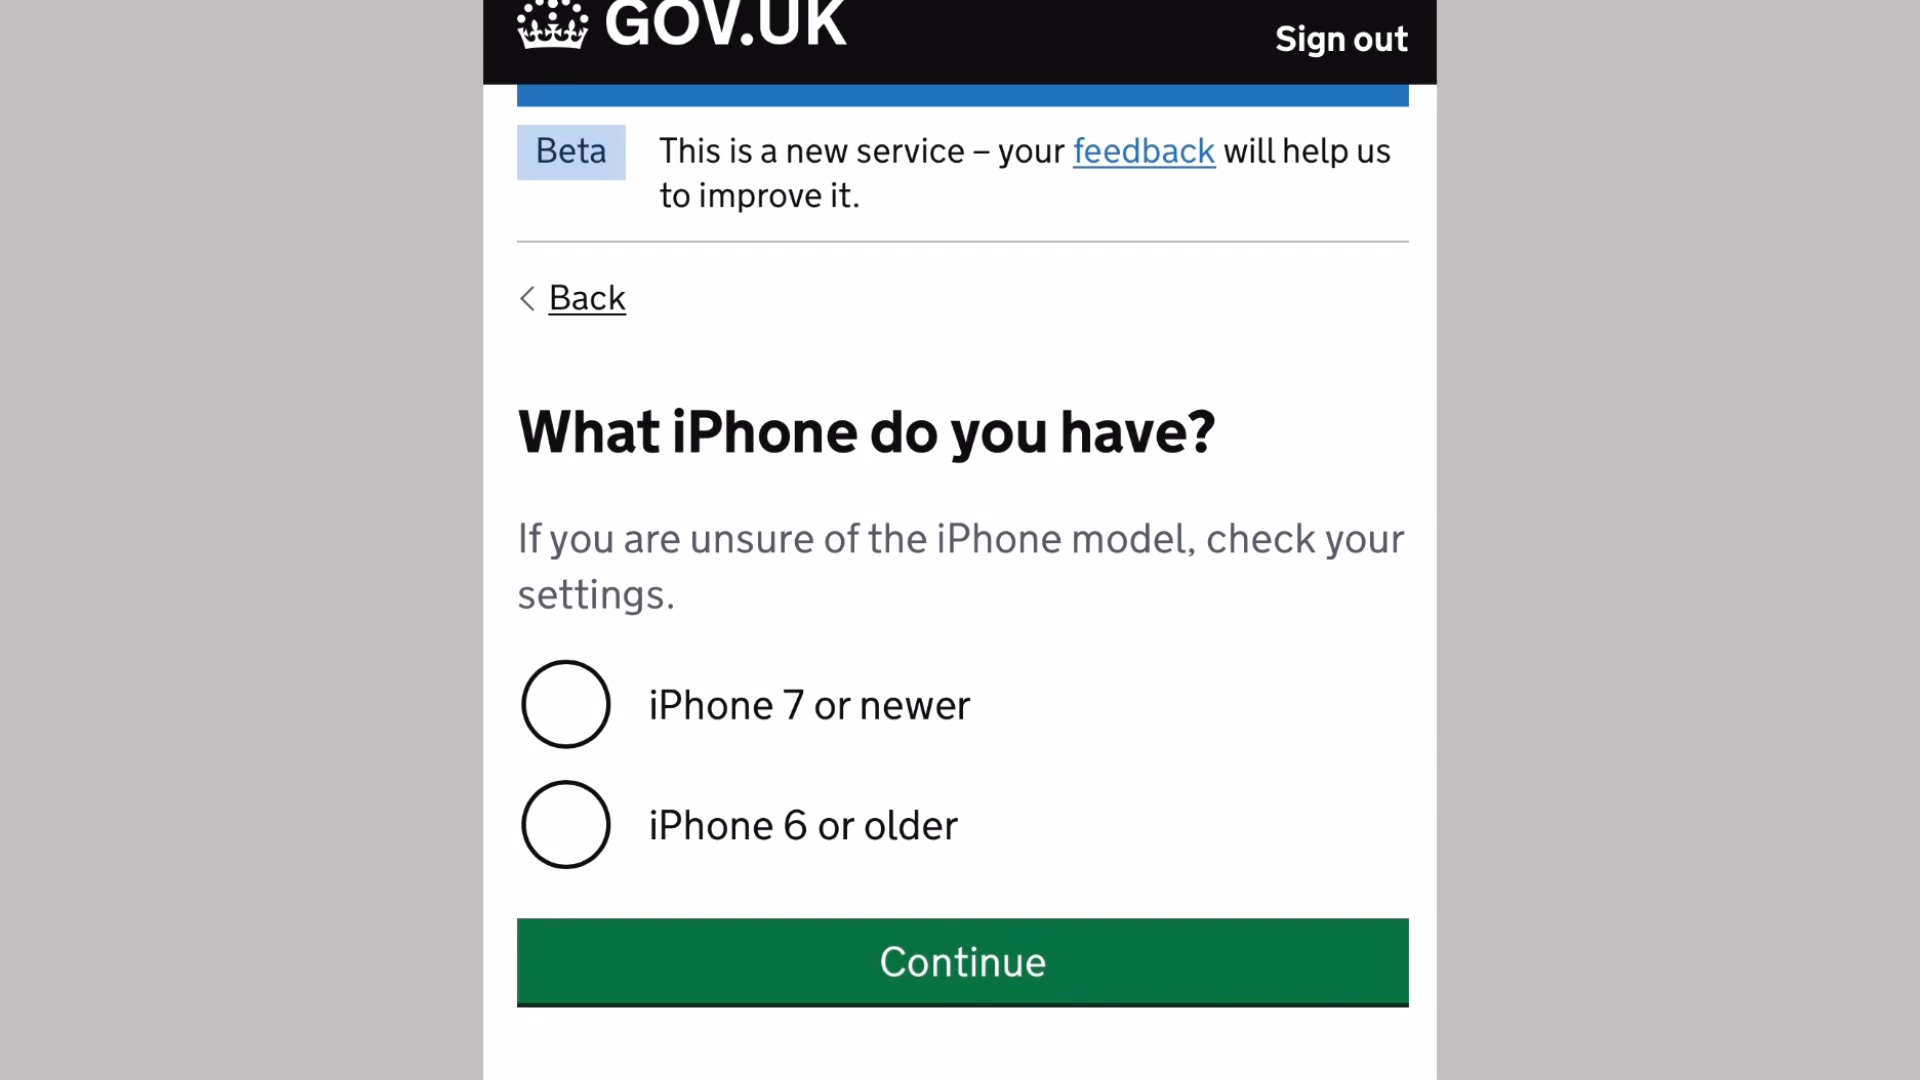 GOV.UK
Sign out
Beta
This is a new service – your feedback will help us
to improve it.
Back
What iPhone do you have?
If you are unsure of the iPhone model, check your
settings.
iPhone 7 or newer
iPhone 6 or older
Continue